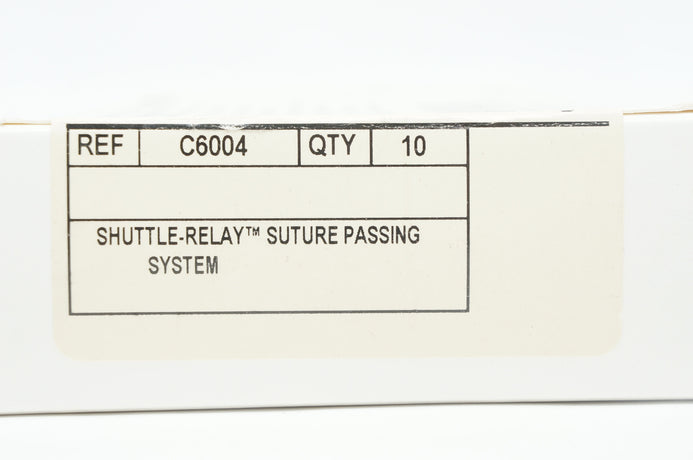 REF C6004 QTY 10
SHUTTLE-RELAY™ SUTURE PASSING
SYSTEM